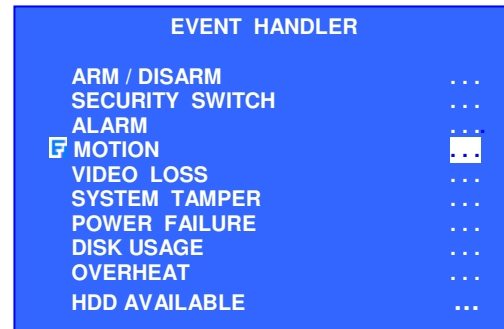 EVENT HANDLER
ARM / DISARM ...
SECURITY SWITCH ...
ALARM ....
F MOTION ...
VIDEO LOSS ...
SYSTEM TAMPER ...
POWER FAILURE ...
DISK USAGE ...
OVERHEAT ...
HDD AVAILABLE ...